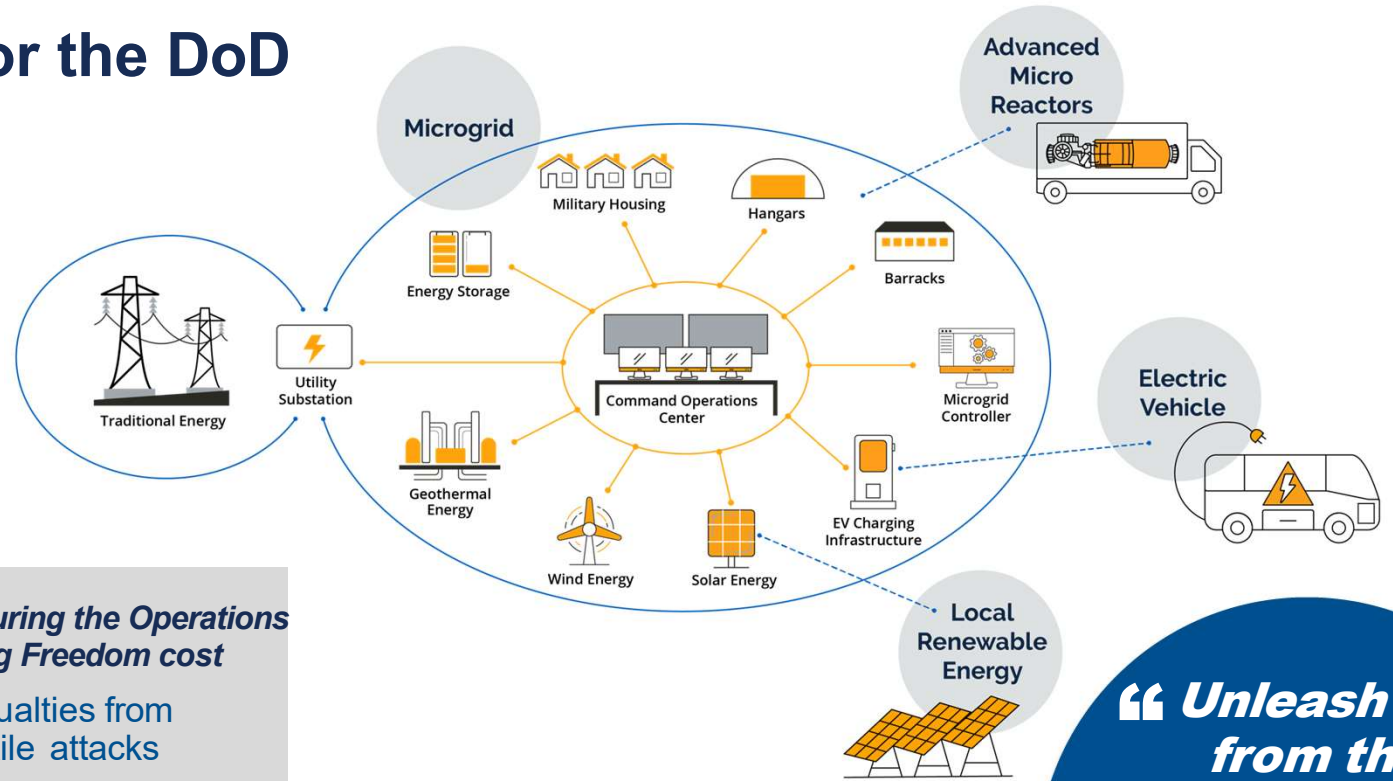 or the DoD
Microgrid
Advanced
Micro
Reactors
Military Housing
Hangars
Energy Storage
Barracks
Utility
Substation
Traditional Energy
Command Operations
Center
Microgrid
Controller
Electric
Vehicle
Geothermal
Energy
EV Charging
Infrastructure
Wind Energy
Solar Energy
Local
Renewable
Energy
uring the Operations
g Freedom cost
ualties from
ile attacks
“ Unleash
from th